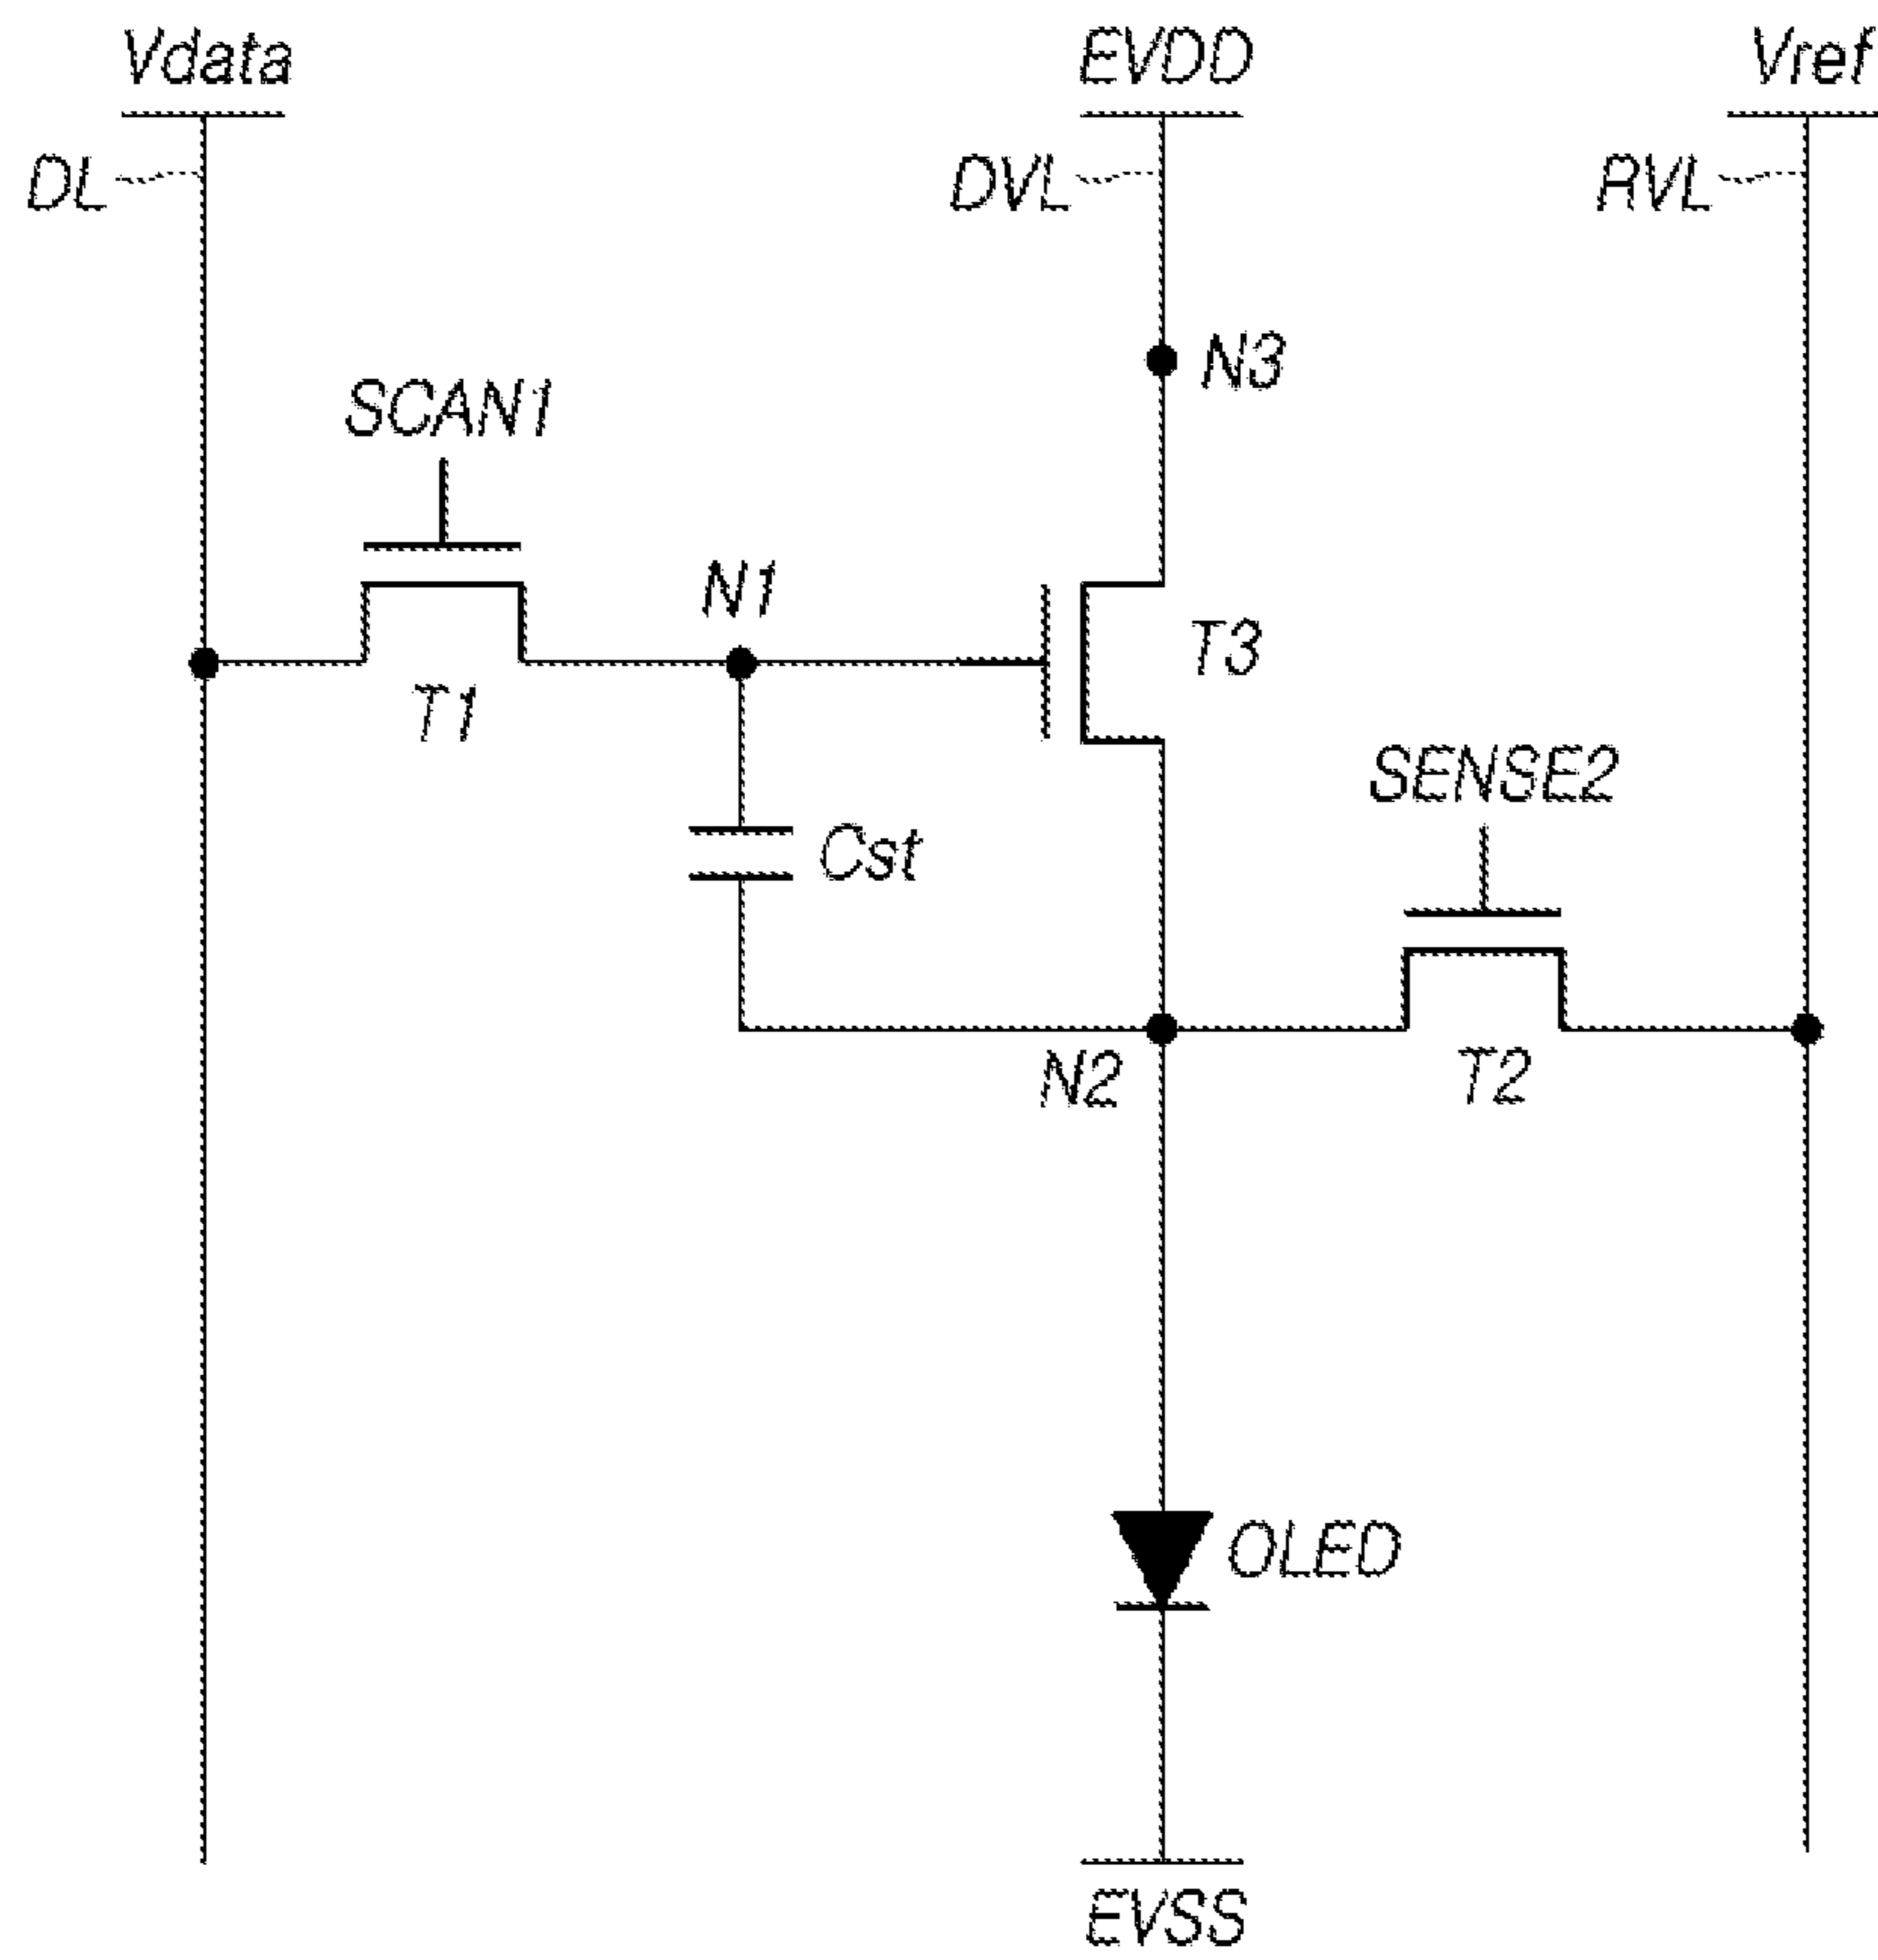 Vdata
EVDD
Vref
DL
DVL
RVL
N3
SCAN1
N1
T3
T1
SENSE2
Cst
N2
T2
OLED
EVSS